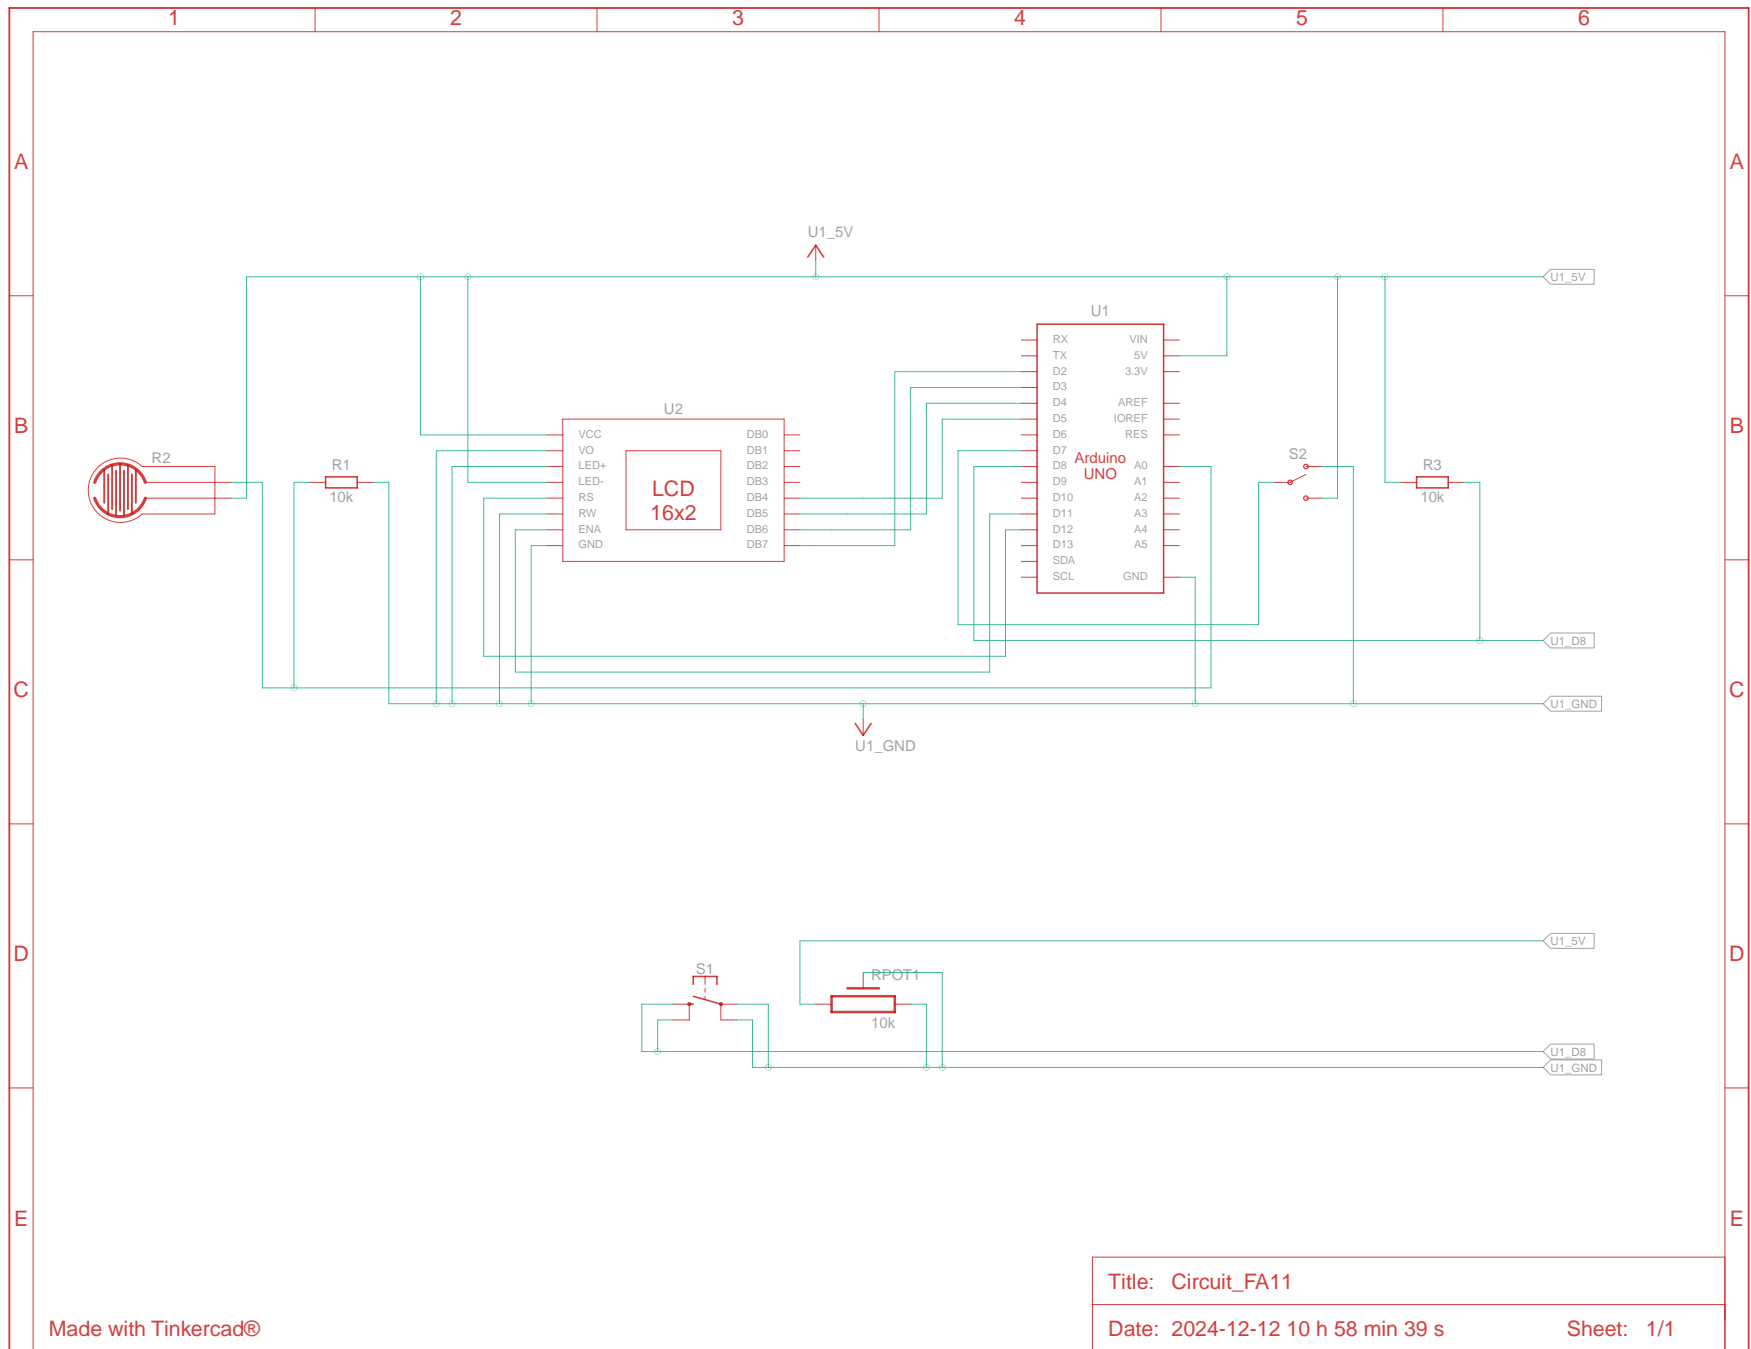 1 2 3 4 5 6
A A
U1_5V
U1_5V
U1
RX VIN
TX 5V
D2 3.3V
D3
D4 AREF
D5 IOREF
D6 RES
D7
D8 A0
D9 A1
D10 A2
D11 A3
D12 A4
D13 A5
SDA
SCL GND
Arduino
UNO
B B
U2
VCC DB0
VO DB1
LED+ DB2
LED- DB3
RS DB4
RW DB5
ENA DB6
GND DB7
LCD
16x2
R2
R1
10k
S2
R3
10k
U1_D8
C C
U1_GND
U1_GND
D D
U1_5V
S1
RPOT1
10k
U1_D8
U1_GND
E E
Title: Circuit_FA11
Made with Tinkercad®
Date: 2024-12-12 10 h 58 min 39 s Sheet: 1/1